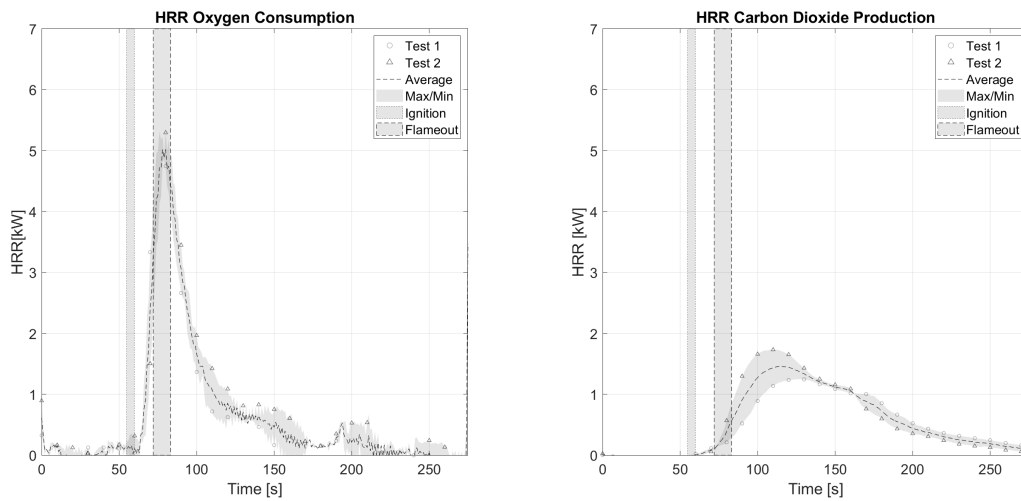 HRR Oxygen Consumption
7
6
5
4
3
2
1
0
HRR[kW]
0
50
100
150
200
250
Time [s]
Test 1
Test 2
Average
Max/Min
Ignition
Flameout
HRR Carbon Dioxide Production
7
6
5
4
3
2
1
0
HRR [kW]
0
50
100
150
200
250
Time [s]
Test 1
Test 2
Average
Max/Min
Ignition
Flameout